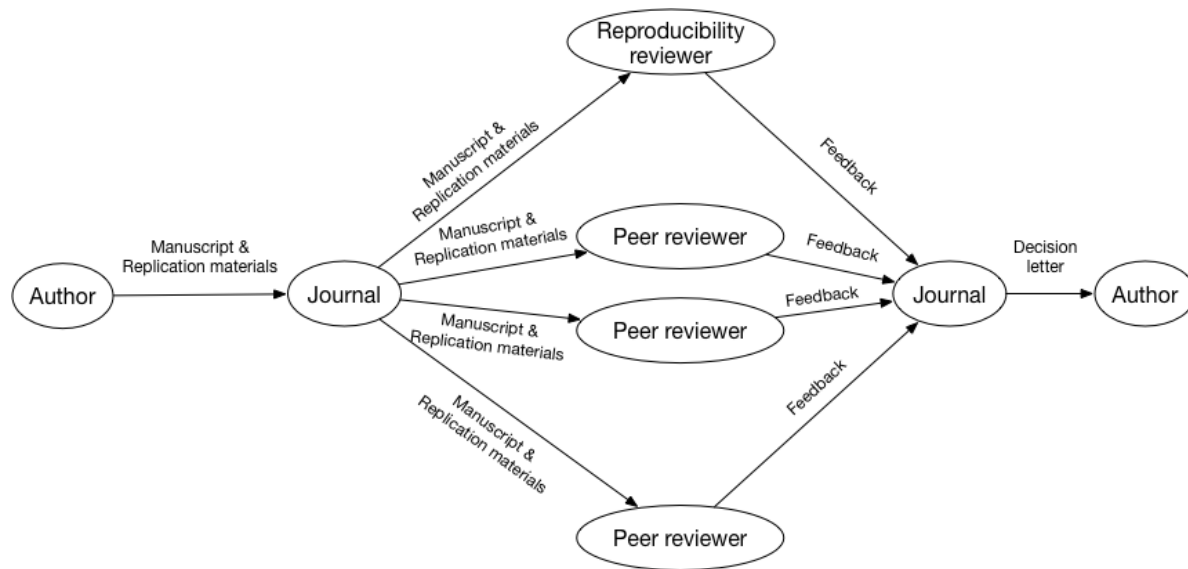 Reproducibility
reviewer
Manuscript &
Replication materials
Feedback
Manuscript &
Replication materials
Peer reviewer
Feedback
Manuscript &
Replication materials
Author
Journal
Manuscript &
Replication materials
Peer reviewer
Feedback
Journal
Decision
letter
Author
Manuscript &
Replication materials
Feedback
Peer reviewer